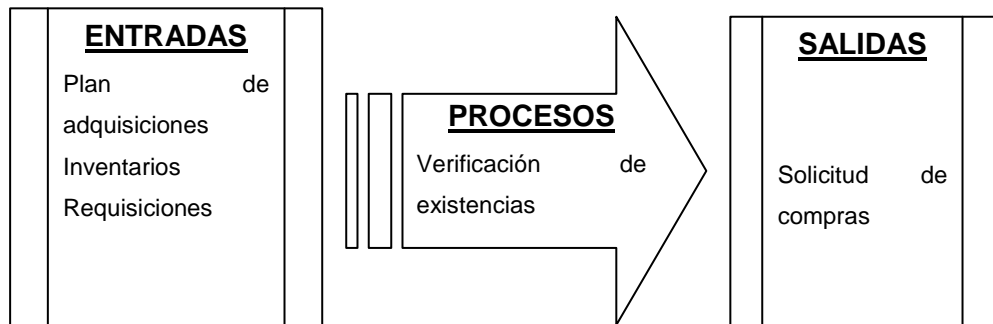 ENTRADAS
Plan de
adquisiciones
Inventarios
Requisiciones
PROCESOS
Verificación de
existencias
SALIDAS
Solicitud de
compras